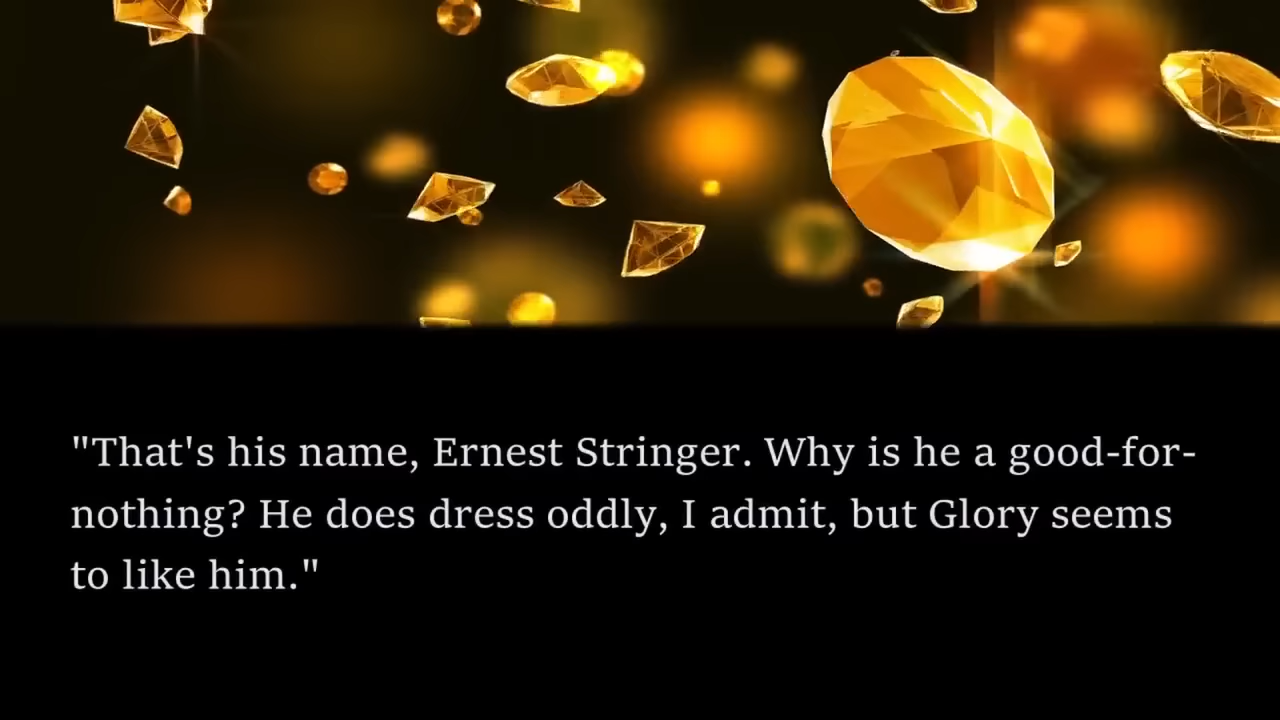 "That's his name, Ernest Stringer. Why is he a good-for-
nothing? He does dress oddly, I admit, but Glory seems
to like him."